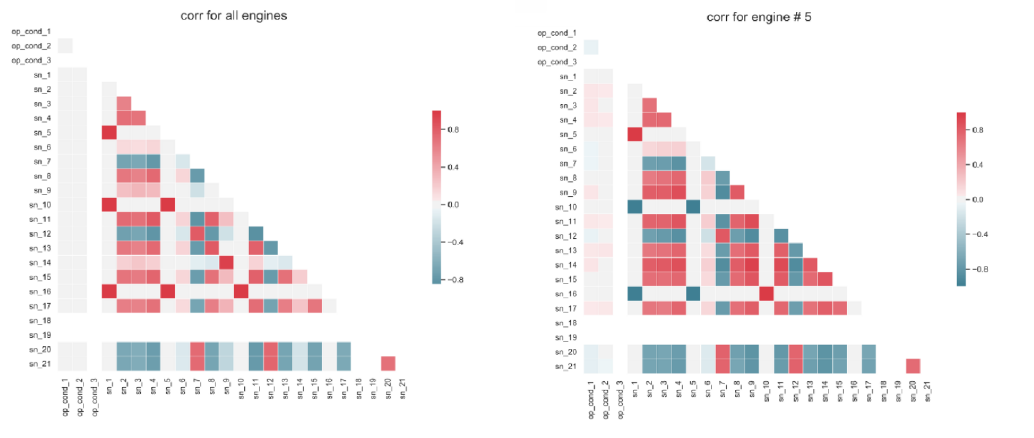 corr for all engines
op_cond_1
op_cond_2
op_cond_3
sn_1
sn_2
sn_3
sn_4
sn_5
sn_6
sn_7
sn_8
sn_9
sn_10
sn_11
sn_12
sn_13
sn_14
sn_15
sn_16
sn_17
sn_18
sn_19
sn_20
sn_21
op_cond_1
op_cond_2
op_cond_3
sn_1
sn_2
sn_3
sn_4
sn_5
sn_6
sn_7
sn_8
sn_9
sn_10
sn_11
sn_12
sn_13
sn_14
sn_15
sn_16
sn_17
sn_18
sn_19
sn_20
sn_21
0.8
0.4
0.0
−0.4
−0.8
corr for engine # 5
op_cond_1
op_cond_2
op_cond_3
sn_1
sn_2
sn_3
sn_4
sn_5
sn_6
sn_7
sn_8
sn_9
sn_10
sn_11
sn_12
sn_13
sn_14
sn_15
sn_16
sn_17
sn_18
sn_19
sn_20
sn_21
op_cond_1
op_cond_2
op_cond_3
sn_1
sn_2
sn_3
sn_4
sn_5
sn_6
sn_7
sn_8
sn_9
sn_10
sn_11
sn_12
sn_13
sn_14
sn_15
sn_16
sn_17
sn_18
sn_19
sn_20
sn_21
0.8
0.4
0.0
−0.4
−0.8